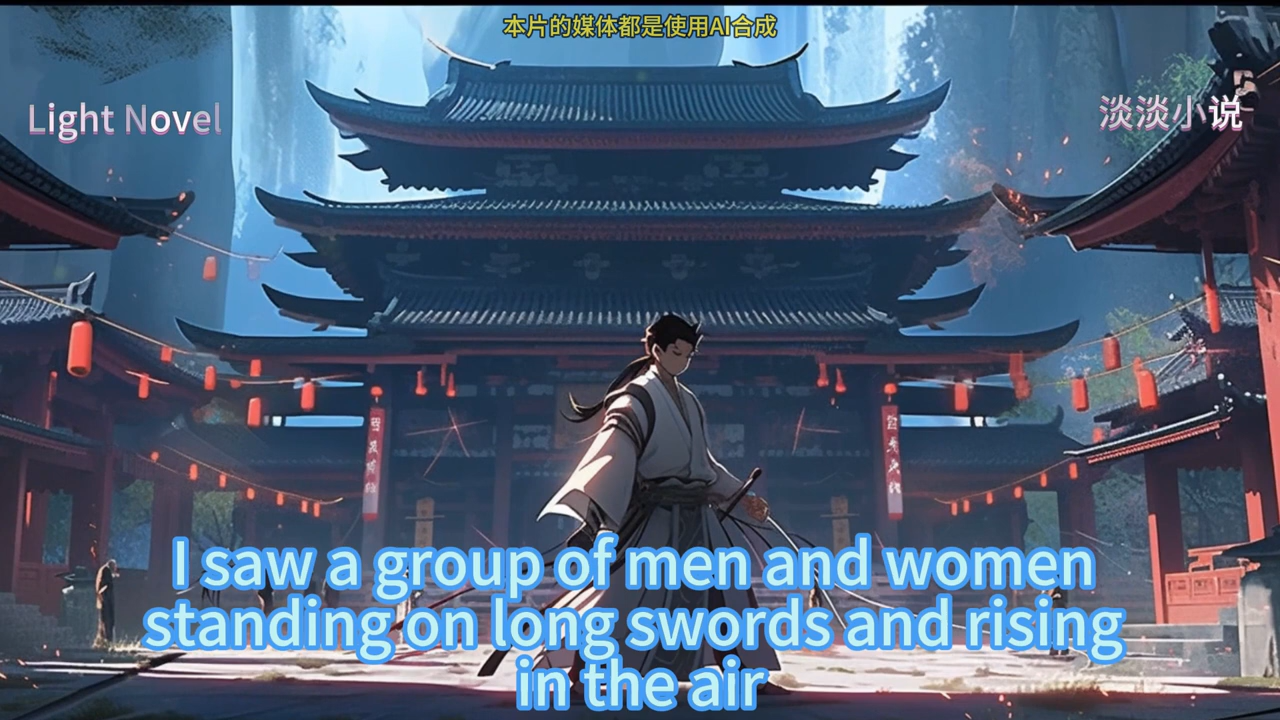 本片的媒体都是使用AI合成
Light Novel
淡淡小说
I saw a group of men and women
standing on long swords and rising
in the air